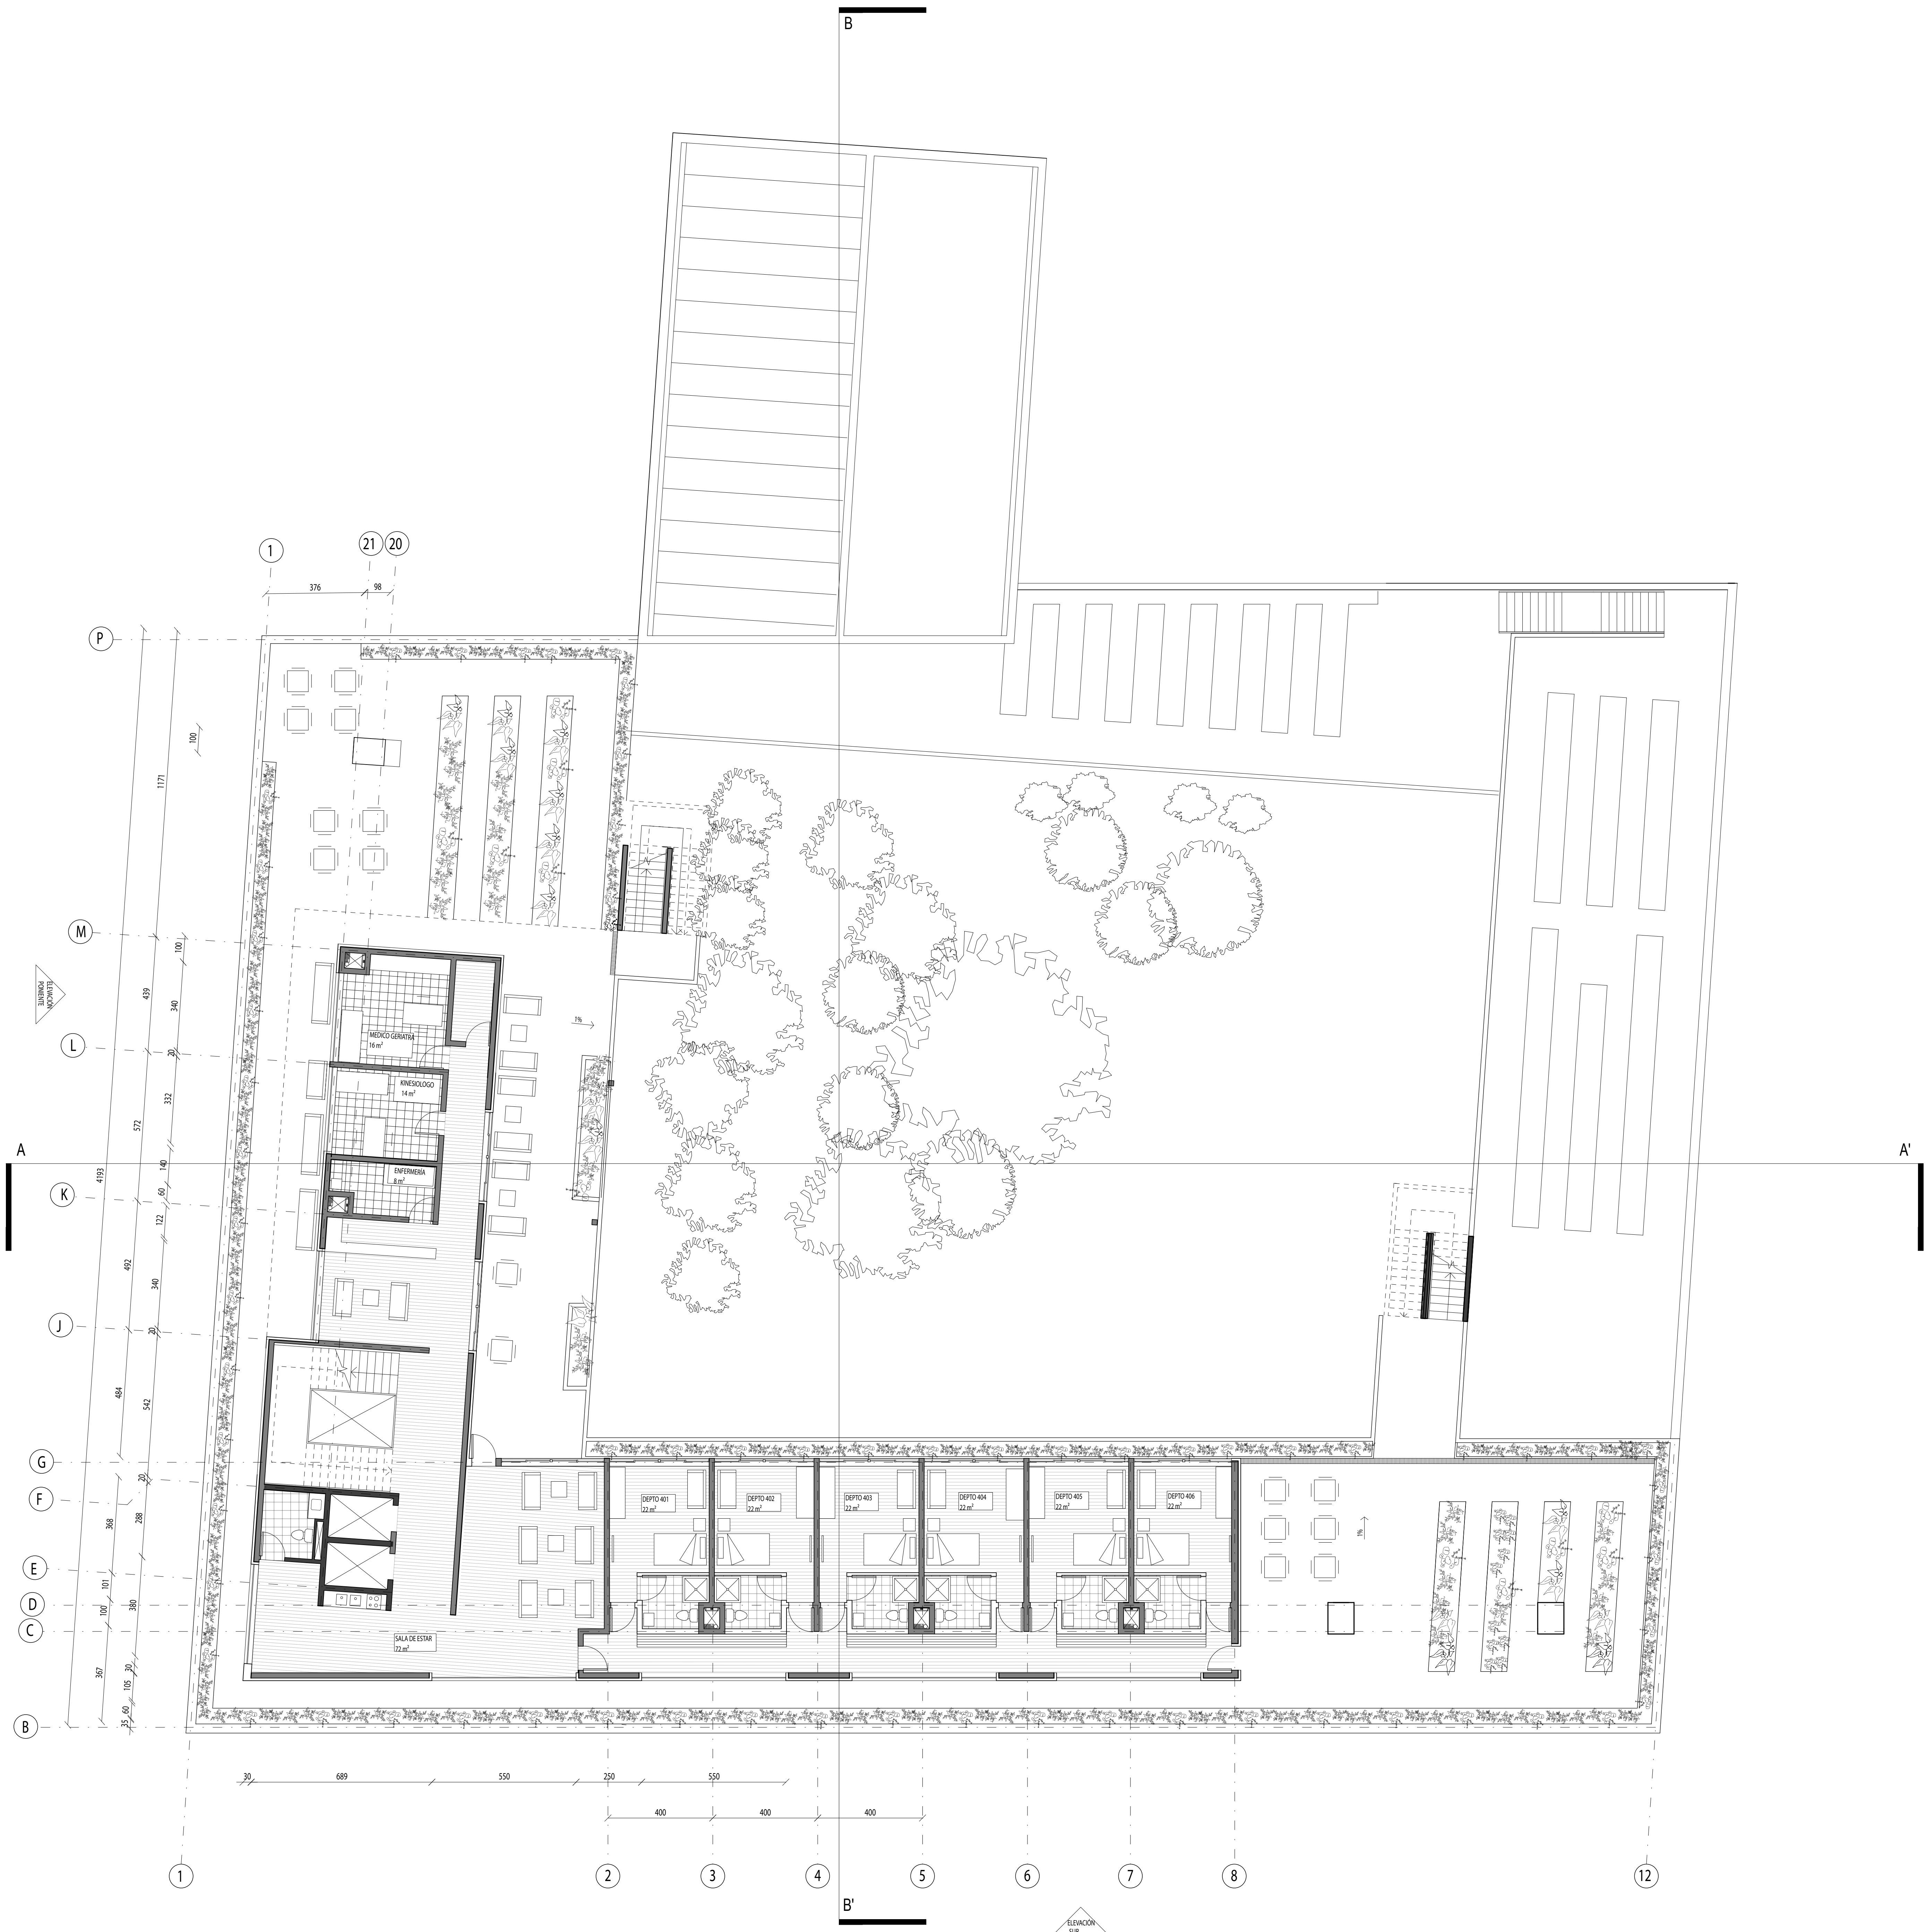 B
1
21
20
376
98
P
100
1171
M
100
439
340
ELEVACIÓN
PONIENTE
1%
MEDICO GERIATRA
16 m²
L
20
KINESIOLOGO
14 m²
332
572
A
A'
140
4193
ENFERMERÍA
8 m²
K
60
122
492
340
J
20
484
542
G
20
F
DEPTO 401
22 m²
DEPTO 402
22 m²
DEPTO 403
22 m²
DEPTO 404
22 m²
DEPTO 405
22 m²
DEPTO 406
22 m²
368
288
1%
E
101
D
100
380
C
SALA DE ESTAR
72 m²
367
30
105
60
B
35
30
689
550
250
550
400
400
400
1
2
3
4
5
6
7
8
12
B'
ELEVACIÓN
SUR